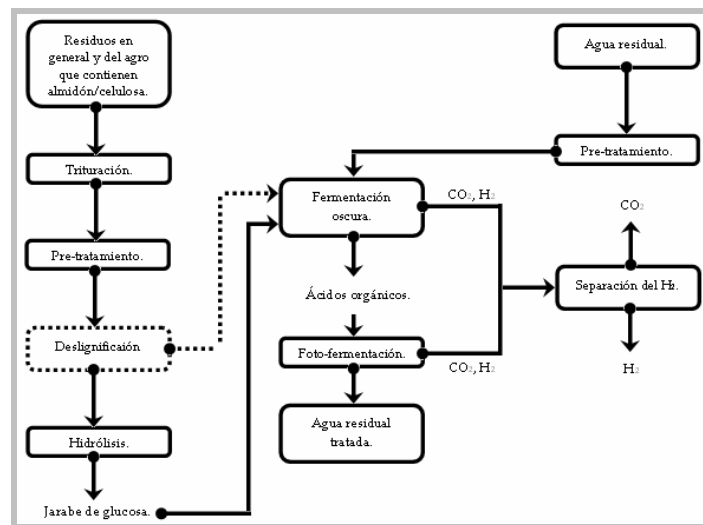 Residuos en
general y del agro
que contienen
almidón/celulosa.
Trituración.
Pre-tratamiento.
Deslignificaión
Hidrólisis.
Jarabe de glucosa.
Agua residual.
Pre-tratamiento.
Fermentación
oscura.
CO₂, H₂
Ácidos orgánicos.
Foto-fermentación.
CO₂, H₂
Agua residual
tratada.
CO₂
Separación del H₂.
H₂